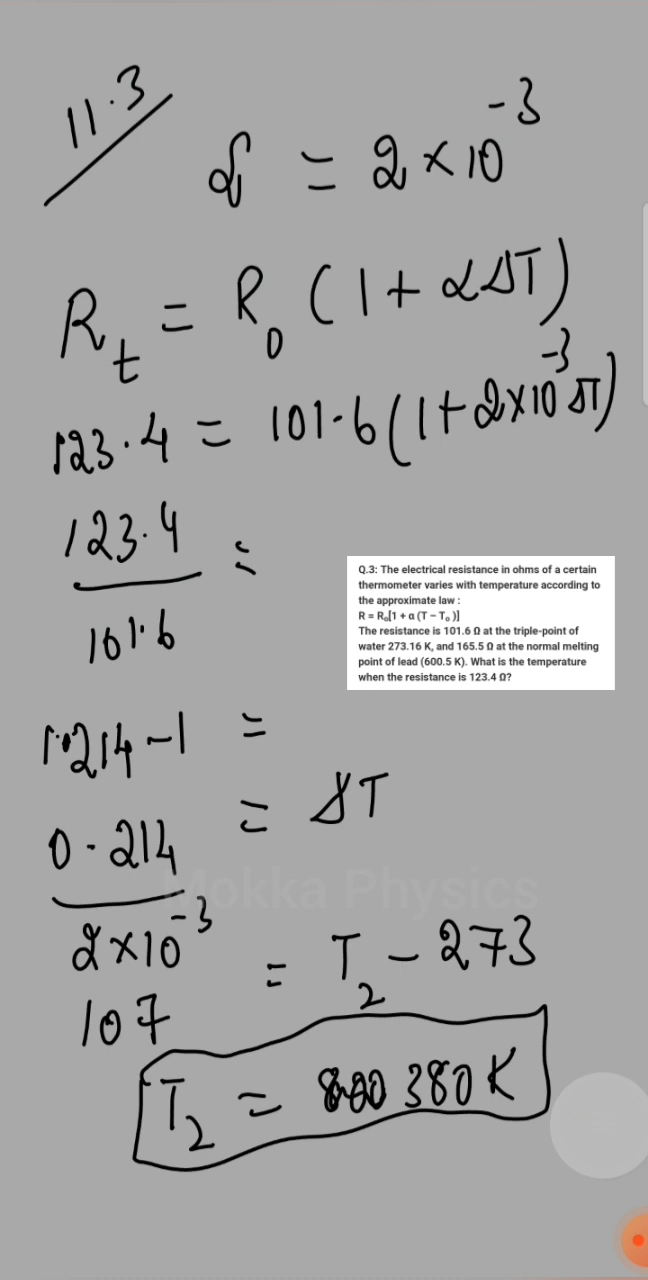 11.3
α = 2 × 10⁻³
Rₜ = R₀ (1 + αΔT)
123.4 = 101.6 (1 + 2×10⁻³ ΔT)
123.4 =
101.6
Q.3: The electrical resistance in ohms of a certain
thermometer varies with temperature according to
the approximate law :
R = R₀[1 + α (T – T₀ )]
The resistance is 101.6 Ω at the triple-point of
water 273.16 K, and 165.5 Ω at the normal melting
point of lead (600.5 K). What is the temperature
when the resistance is 123.4 Ω?
1.214 - 1 =
0.214 = ΔT
2×10⁻³
Mokka Physics
107 = T₂ - 273
T₂ = 380 K